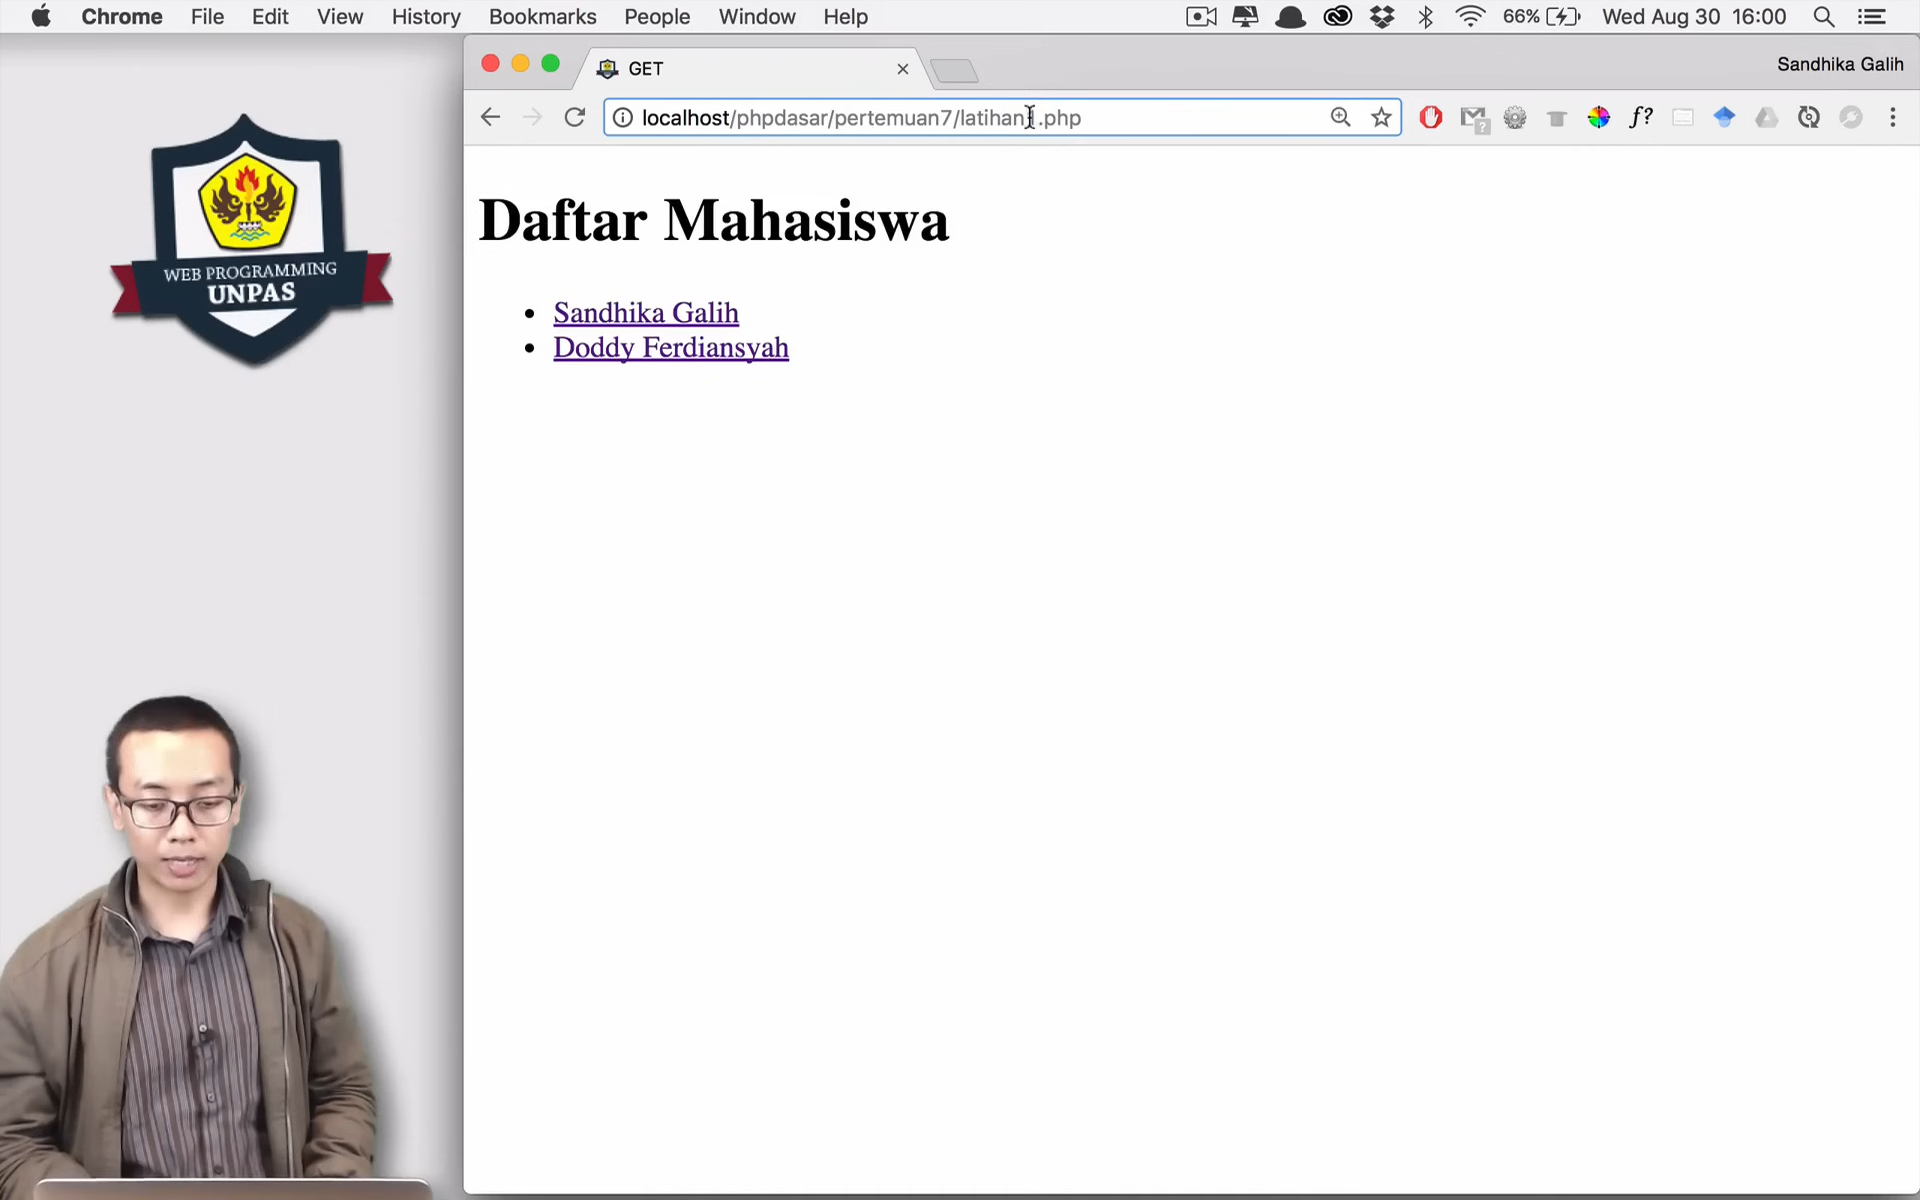 Chrome File Edit View History Bookmarks People Window Help 66% Wed Aug 30 16:00
GET Sandhika Galih
localhost/phpdasar/pertemuan7/latihan1.php
f?
Daftar Mahasiswa
Sandhika Galih
Doddy Ferdiansyah
WEB PROGRAMMING
UNPAS